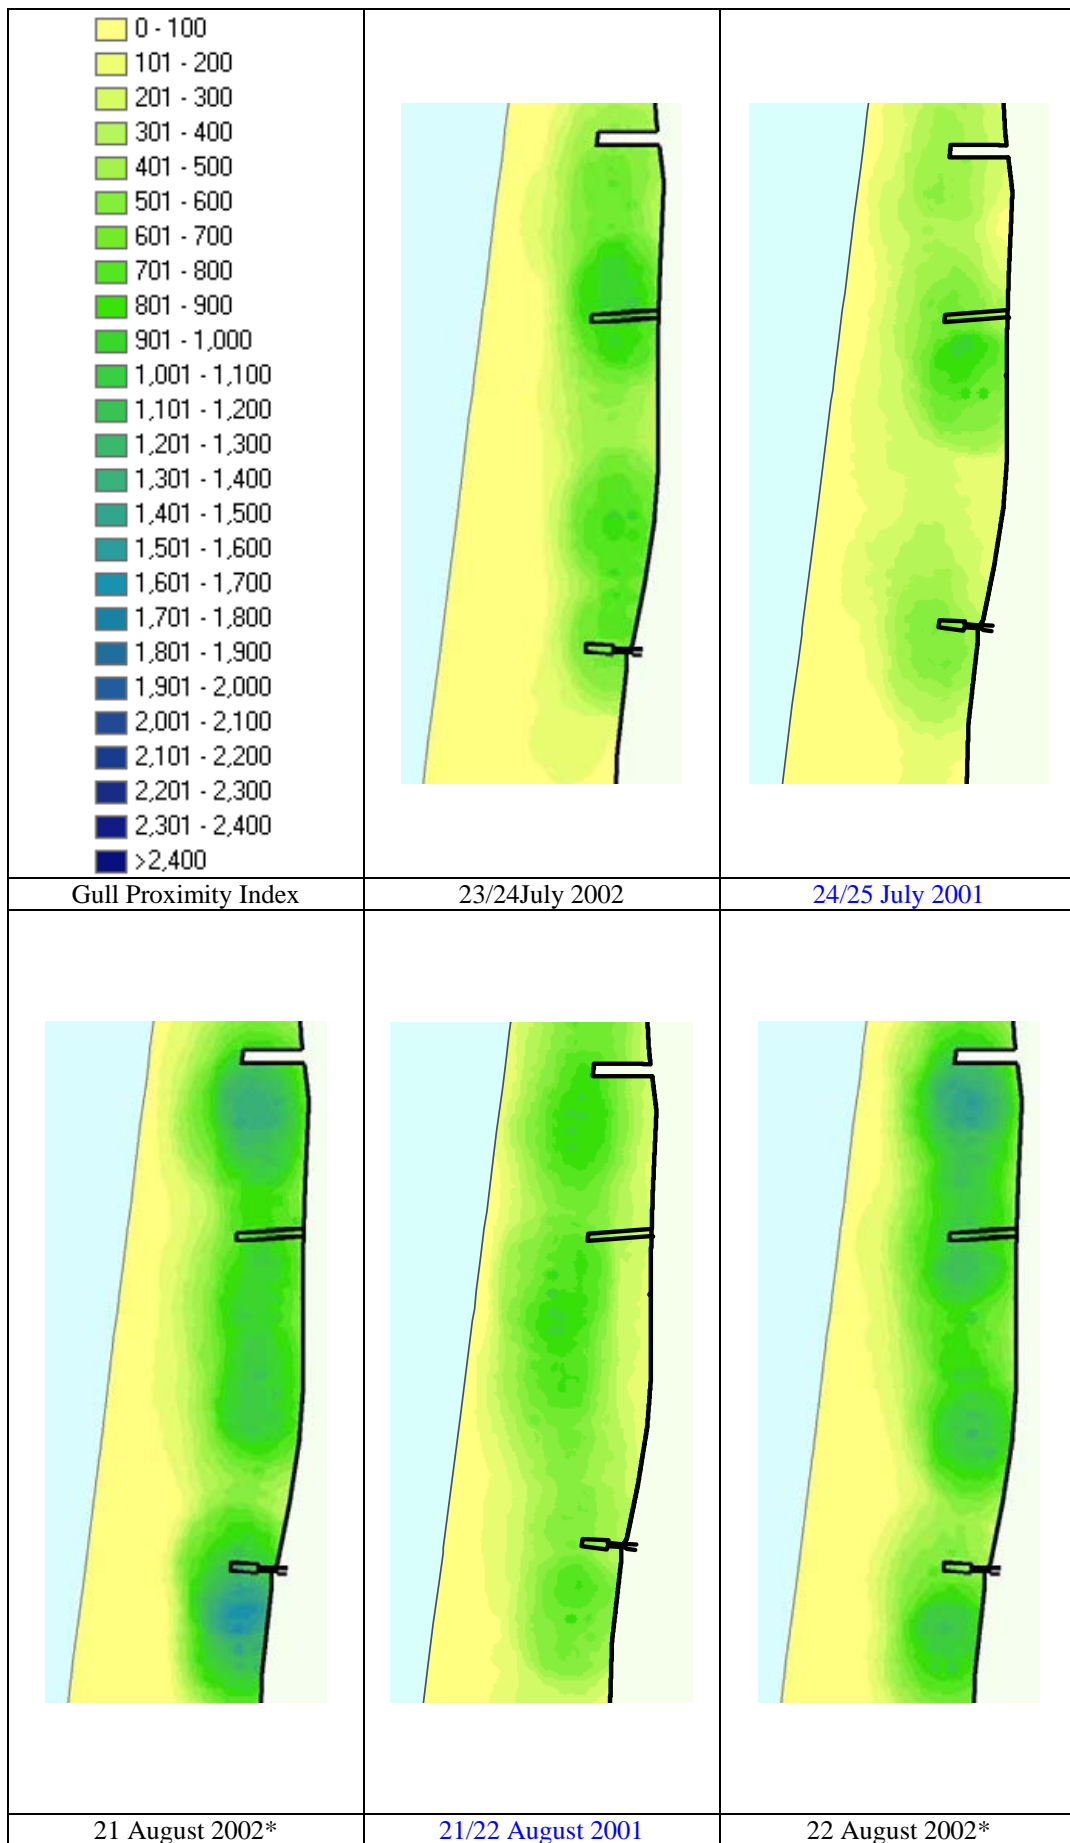 0 - 100
101 - 200
201 - 300
301 - 400
401 - 500
501 - 600
601 - 700
701 - 800
801 - 900
901 - 1,000
1,001 - 1,100
1,101 - 1,200
1,201 - 1,300
1,301 - 1,400
1,401 - 1,500
1,501 - 1,600
1,601 - 1,700
1,701 - 1,800
1,801 - 1,900
1,901 - 2,000
2,001 - 2,100
2,101 - 2,200
2,201 - 2,300
2,301 - 2,400
>2,400
Gull Proximity Index
23/24July 2002
24/25 July 2001
21 August 2002*
21/22 August 2001
22 August 2002*